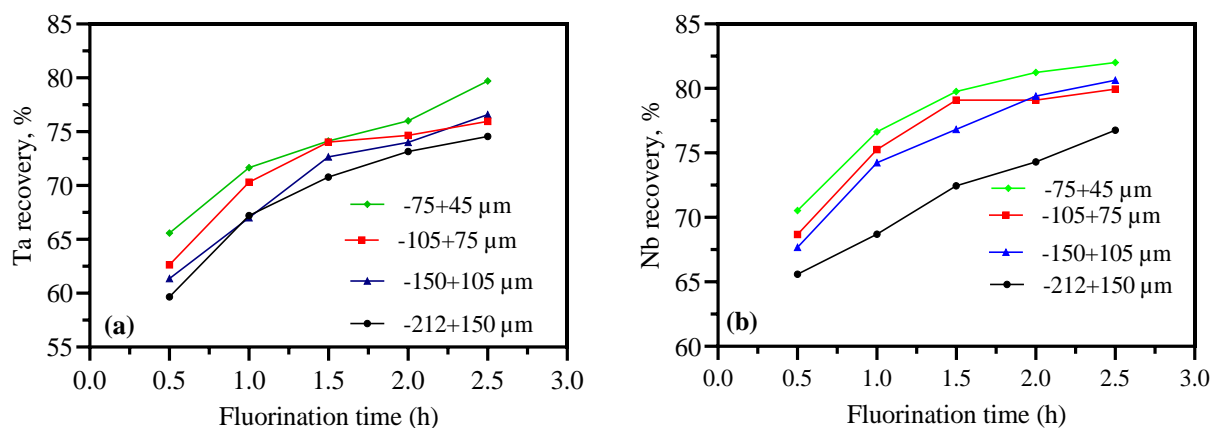 85
80
75
70
65
60
55
Ta recovery, %
-75+45 µm
-105+75 µm
-150+105 µm
-212+150 µm
(a)
0.0 0.5 1.0 1.5 2.0 2.5 3.0
Fluorination time (h)
85
80
75
70
65
60
Nb recovery, %
-75+45 µm
-105+75 µm
-150+105 µm
-212+150 µm
(b)
0.0 0.5 1.0 1.5 2.0 2.5 3.0
Fluorination time (h)